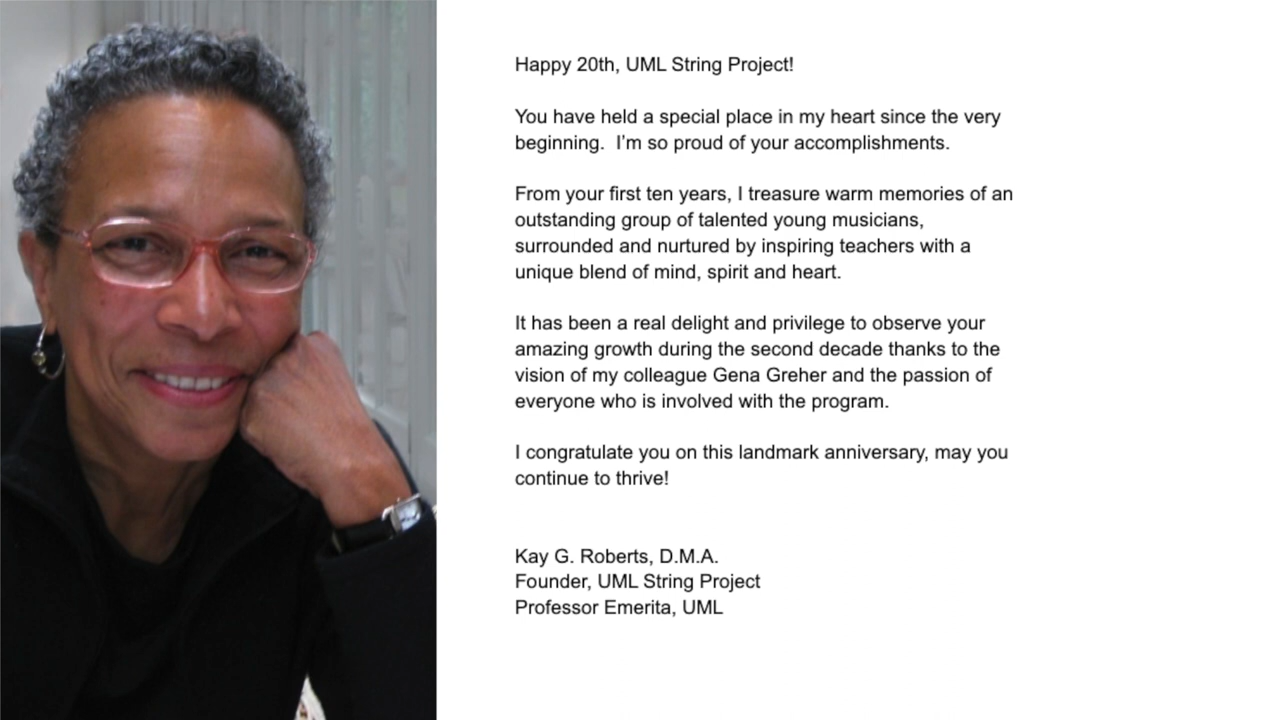 Happy 20th, UML String Project!
You have held a special place in my heart since the very
beginning.  I’m so proud of your accomplishments.
From your first ten years, I treasure warm memories of an
outstanding group of talented young musicians,
surrounded and nurtured by inspiring teachers with a
unique blend of mind, spirit and heart.
It has been a real delight and privilege to observe your
amazing growth during the second decade thanks to the
vision of my colleague Gena Greher and the passion of
everyone who is involved with the program.
I congratulate you on this landmark anniversary, may you
continue to thrive!
Kay G. Roberts, D.M.A.
Founder, UML String Project
Professor Emerita, UML